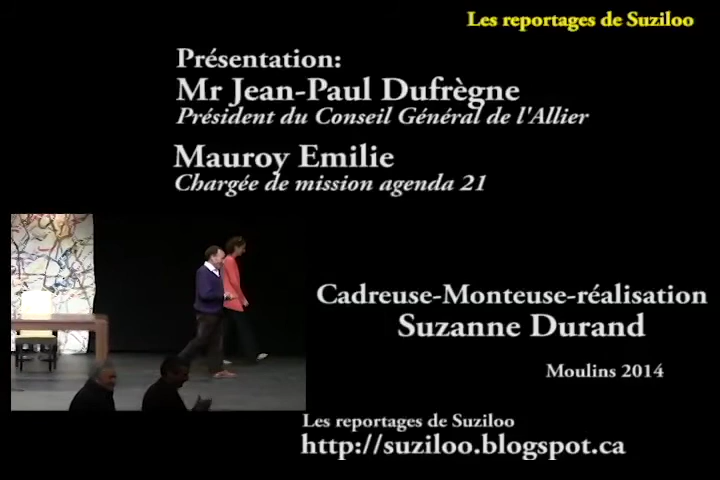 Les reportages de Suziloo
Présentation:
Mr Jean-Paul Dufrègne
Président du Conseil Général de l'Allier
Mauroy Emilie
Chargée de mission agenda 21
Cadreuse-Monteuse-réalisation
Suzanne Durand
Moulins 2014
Les reportages de Suziloo
http://suziloo.blogspot.ca